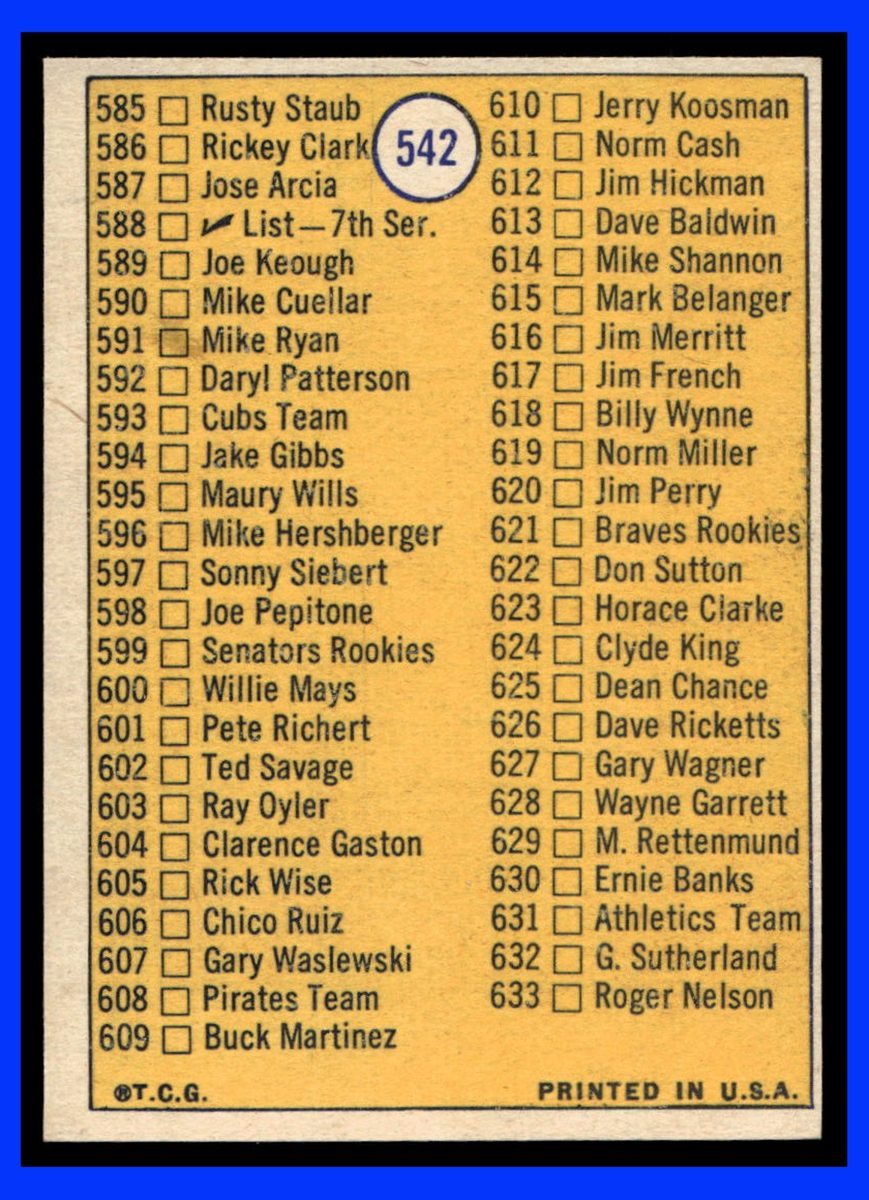 542
585 Rusty Staub
586 Rickey Clark
587 Jose Arcia
588 ✔ List—7th Ser.
589 Joe Keough
590 Mike Cuellar
591 Mike Ryan
592 Daryl Patterson
593 Cubs Team
594 Jake Gibbs
595 Maury Wills
596 Mike Hershberger
597 Sonny Siebert
598 Joe Pepitone
599 Senators Rookies
600 Willie Mays
601 Pete Richert
602 Ted Savage
603 Ray Oyler
604 Clarence Gaston
605 Rick Wise
606 Chico Ruiz
607 Gary Waslewski
608 Pirates Team
609 Buck Martinez
610 Jerry Koosman
611 Norm Cash
612 Jim Hickman
613 Dave Baldwin
614 Mike Shannon
615 Mark Belanger
616 Jim Merritt
617 Jim French
618 Billy Wynne
619 Norm Miller
620 Jim Perry
621 Braves Rookies
622 Don Sutton
623 Horace Clarke
624 Clyde King
625 Dean Chance
626 Dave Ricketts
627 Gary Wagner
628 Wayne Garrett
629 M. Rettenmund
630 Ernie Banks
631 Athletics Team
632 G. Sutherland
633 Roger Nelson
®T.C.G.
PRINTED IN U.S.A.